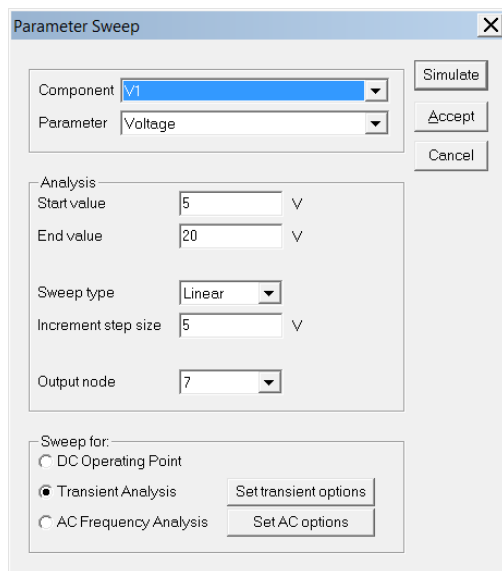 Parameter Sweep
Component V1
Parameter Voltage
Simulate
Accept
Cancel
Analysis
Start value 5 V
End value 20 V
Sweep type Linear
Increment step size 5 V
Output node 7
Sweep for:
DC Operating Point
Transient Analysis Set transient options
AC Frequency Analysis Set AC options